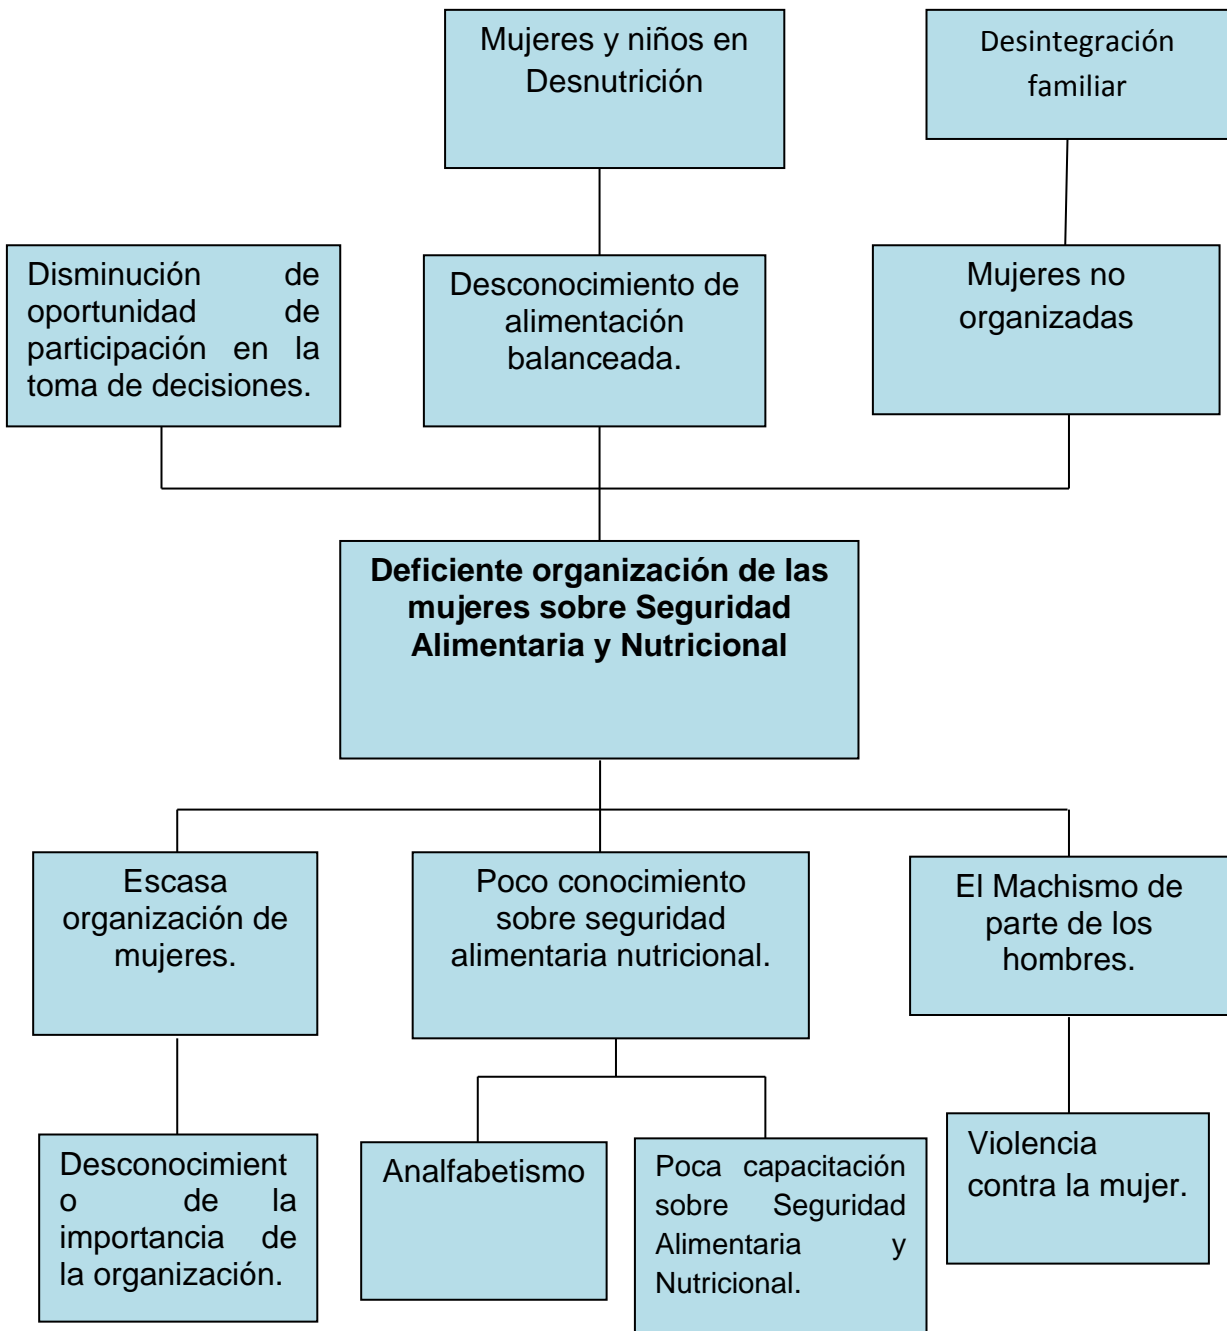 Mujeres y niños en
Desnutrición
Desintegración
familiar
Disminución de
oportunidad de
participación en la
toma de decisiones.
Desconocimiento de
alimentación
balanceada.
Mujeres no
organizadas
Deficiente organización de las
mujeres sobre Seguridad
Alimentaria y Nutricional
Escasa
organización de
mujeres.
Poco conocimiento
sobre seguridad
alimentaria nutricional.
El Machismo de
parte de los
hombres.
Desconocimient
o de la
importancia de
la organización.
Analfabetismo
Poca capacitación
sobre Seguridad
Alimentaria y
Nutricional.
Violencia
contra la mujer.